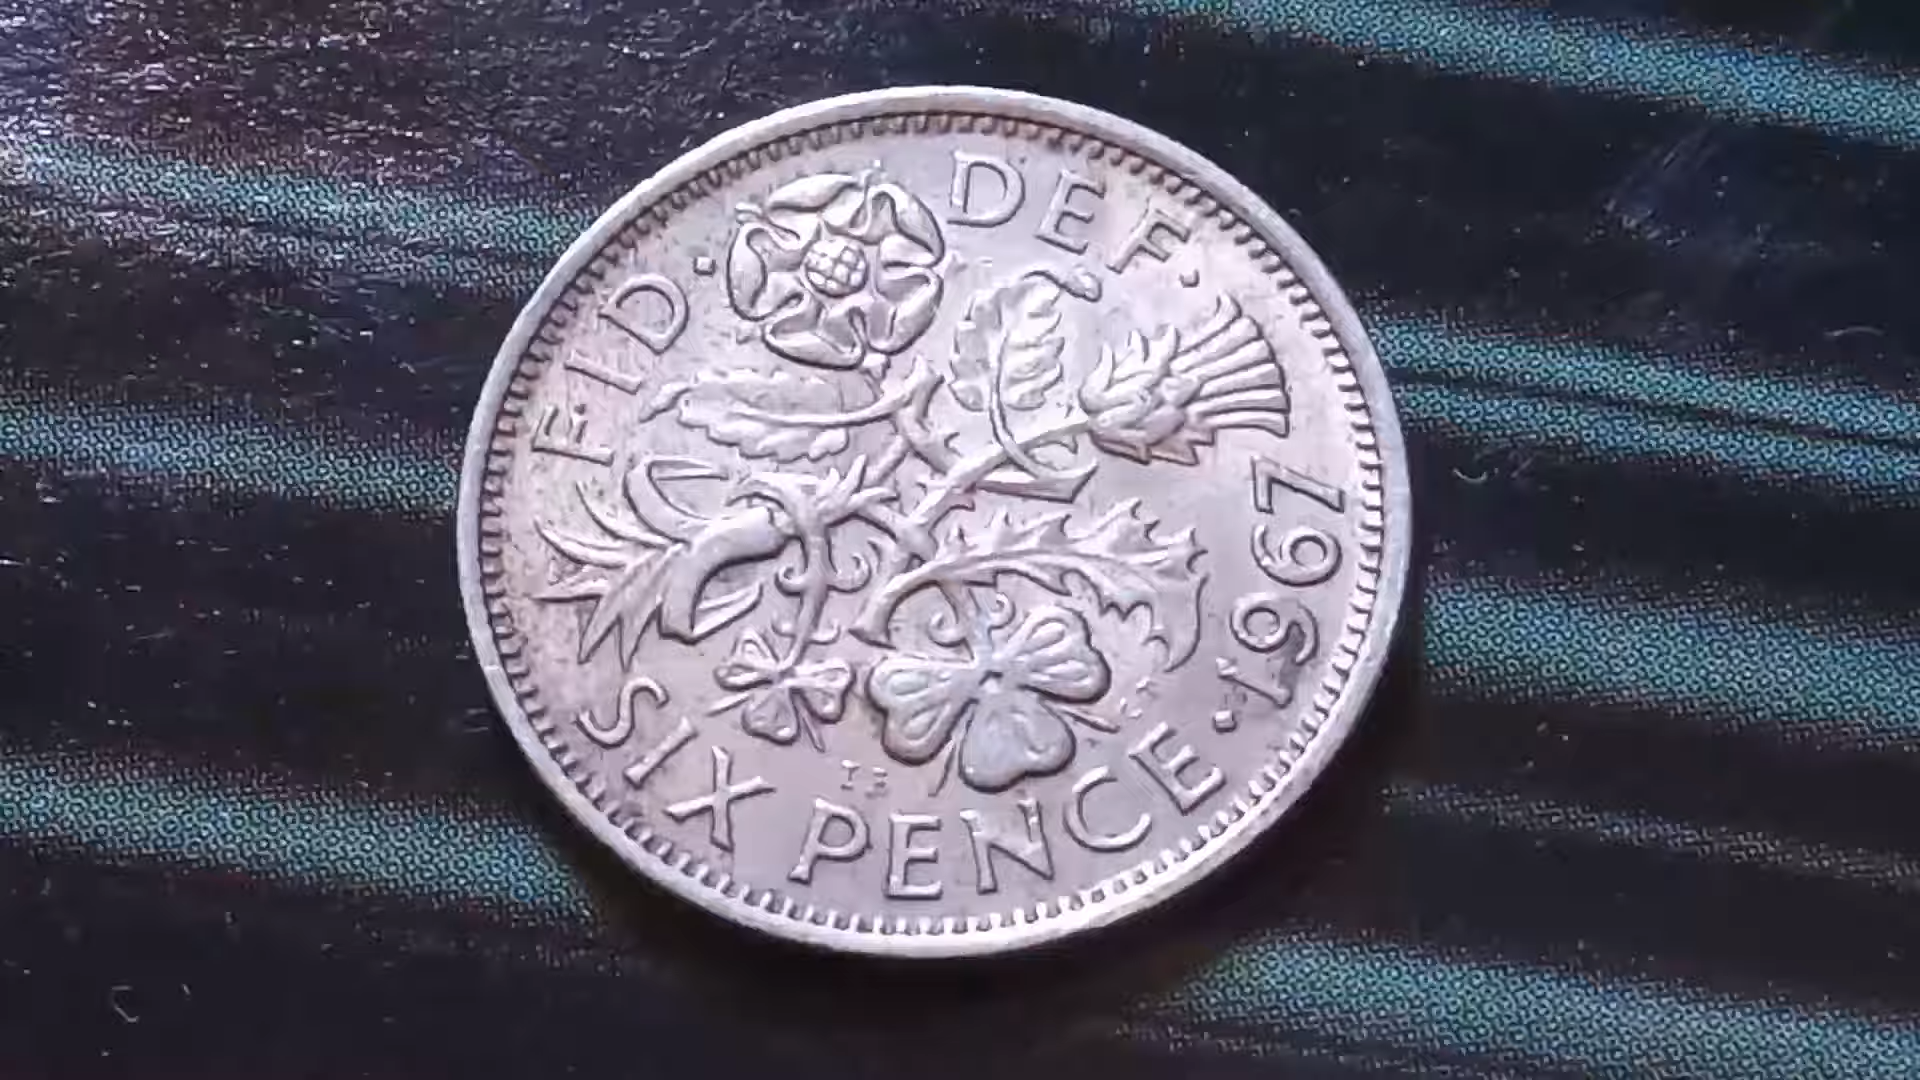 FID · DEF ·
1967
SIX PENCE ·